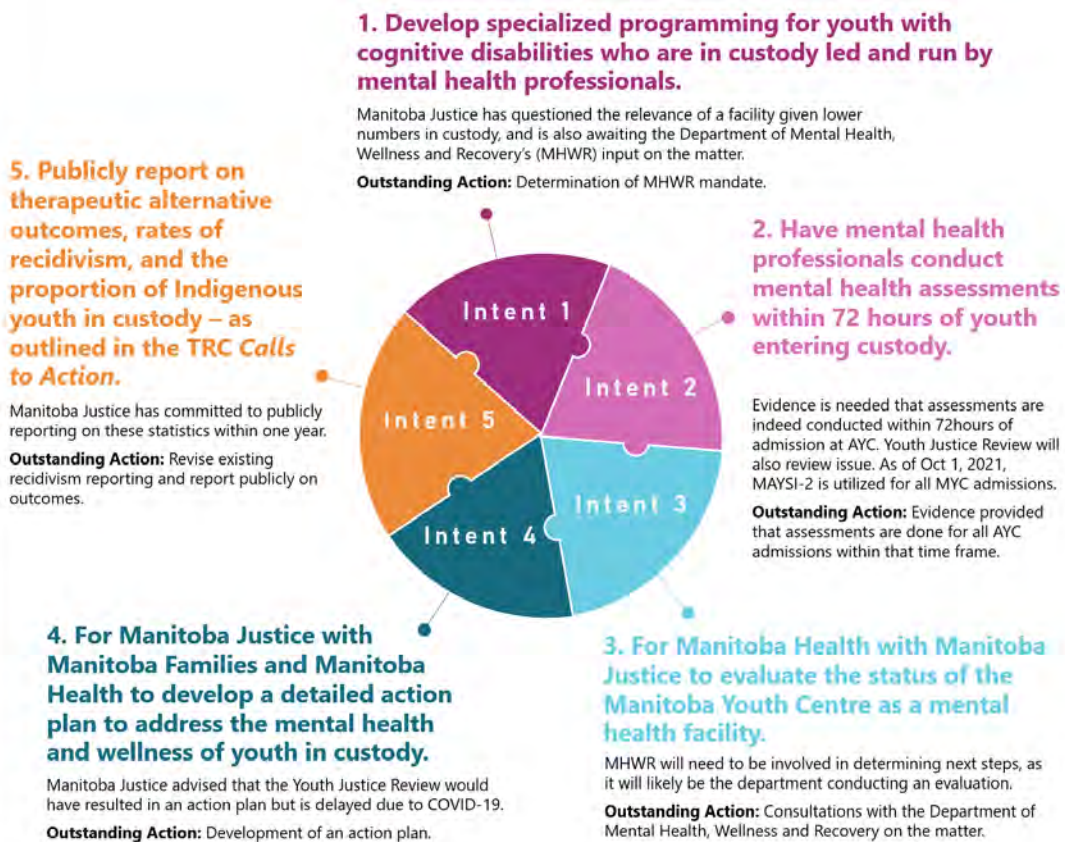 1. Develop specialized programming for youth with
cognitive disabilities who are in custody led and run by
mental health professionals.
Manitoba Justice has questioned the relevance of a facility given lower
numbers in custody, and is also awaiting the Department of Mental Health,
Wellness and Recovery's (MHWR) input on the matter.
Outstanding Action: Determination of MHWR mandate.
2. Have mental health
professionals conduct
mental health assessments
within 72 hours of youth
entering custody.
Evidence is needed that assessments are
indeed conducted within 72hours of
admission at AYC. Youth Justice Review will
also review issue. As of Oct 1, 2021,
MAYSI-2 is utilized for all MYC admissions.
Outstanding Action: Evidence provided
that assessments are done for all AYC
admissions within that time frame.
3. For Manitoba Health with Manitoba
Justice to evaluate the status of the
Manitoba Youth Centre as a mental
health facility.
MHWR will need to be involved in determining next steps, as
it will likely be the department conducting an evaluation.
Outstanding Action: Consultations with the Department of
Mental Health, Wellness and Recovery on the matter.
4. For Manitoba Justice with
Manitoba Families and Manitoba
Health to develop a detailed action
plan to address the mental health
and wellness of youth in custody.
Manitoba Justice advised that the Youth Justice Review would
have resulted in an action plan but is delayed due to COVID-19.
Outstanding Action: Development of an action plan.
5. Publicly report on
therapeutic alternative
outcomes, rates of
recidivism, and the
proportion of Indigenous
youth in custody – as
outlined in the TRC Calls
to Action.
Manitoba Justice has committed to publicly
reporting on these statistics within one year.
Outstanding Action: Revise existing
recidivism reporting and report publicly on
outcomes.
Intent 1
Intent 2
Intent 3
Intent 4
Intent 5